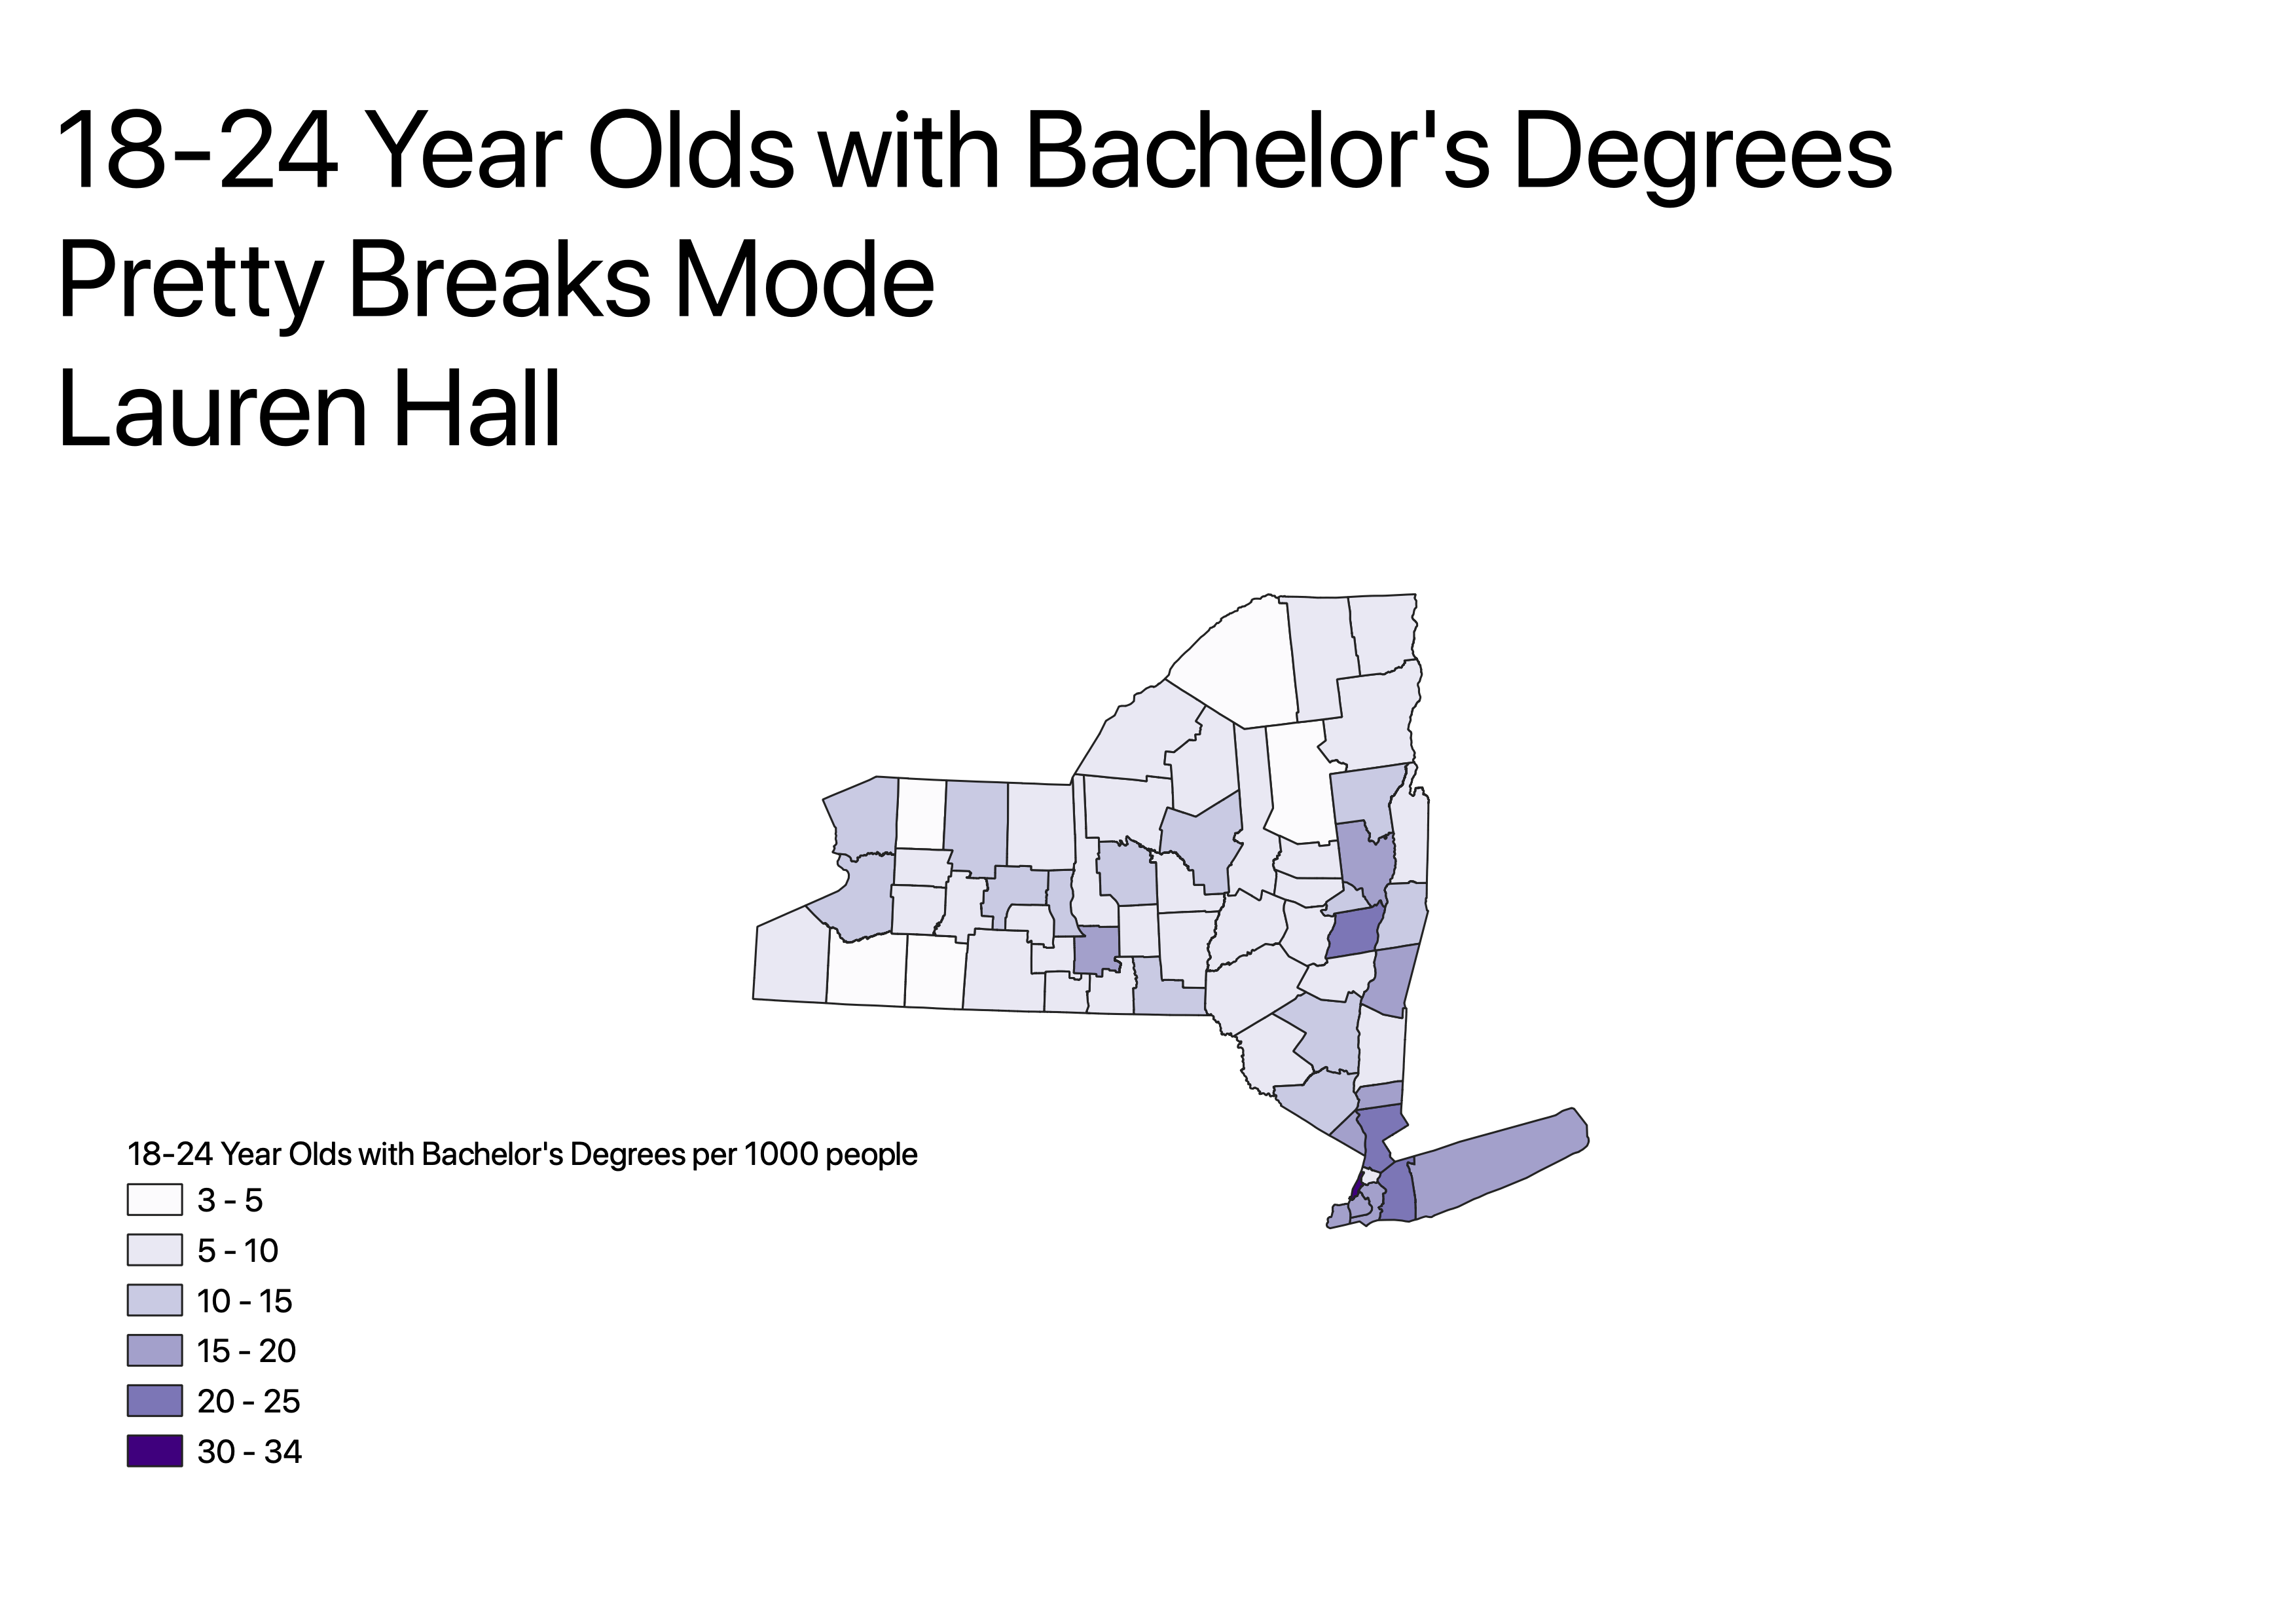 18-24 Year Olds with Bachelor's Degrees
Pretty Breaks Mode
Lauren Hall
18-24 Year Olds with Bachelor's Degrees per 1000 people
3 - 5
5 - 10
10 - 15
15 - 20
20 - 25
30 - 34